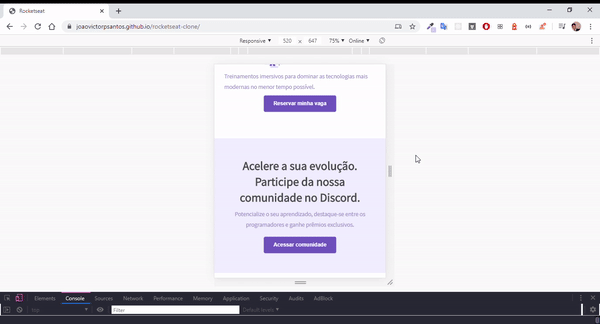 Rocketseat
joaovictorpsantos.github.io/rocketseat-clone/
Responsive 520 × 647 75% Online
Treinamentos imersivos para dominar as tecnologias mais
modernas no menor tempo possível.
Reservar minha vaga
Acelere a sua evolução.
Participe da nossa
comunidade no Discord.
Potencialize o seu aprendizado, destaque-se entre os
programadores e ganhe prêmios exclusivos.
Acessar comunidade
Elements Console Sources Network Performance Memory Application Security Audits AdBlock
top Filter Default levels